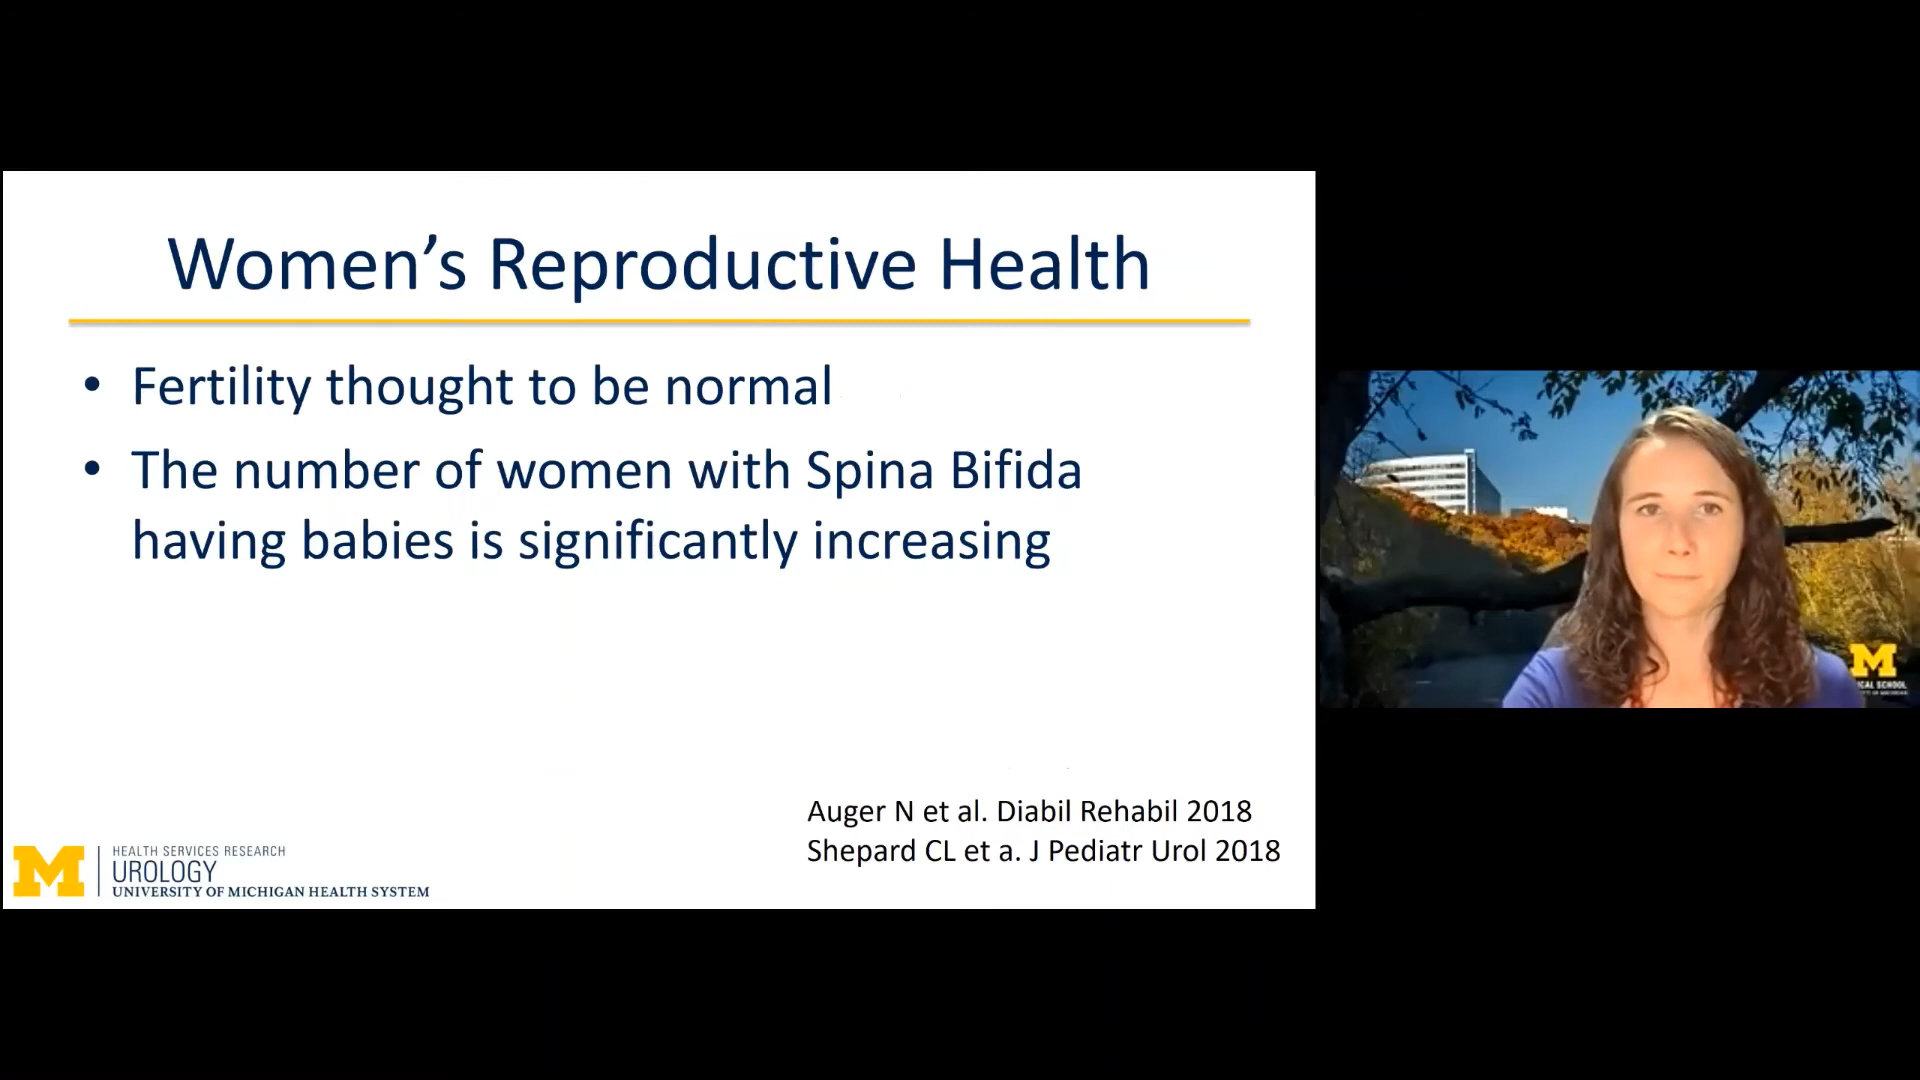 Women’s Reproductive Health
• Fertility thought to be normal
• The number of women with Spina Bifida
having babies is significantly increasing
Auger N et al. Diabil Rehabil 2018
Shepard CL et a. J Pediatr Urol 2018
M
HEALTH SERVICES RESEARCH
UROLOGY
UNIVERSITY OF MICHIGAN HEALTH SYSTEM
M
ICAL SCHOOL